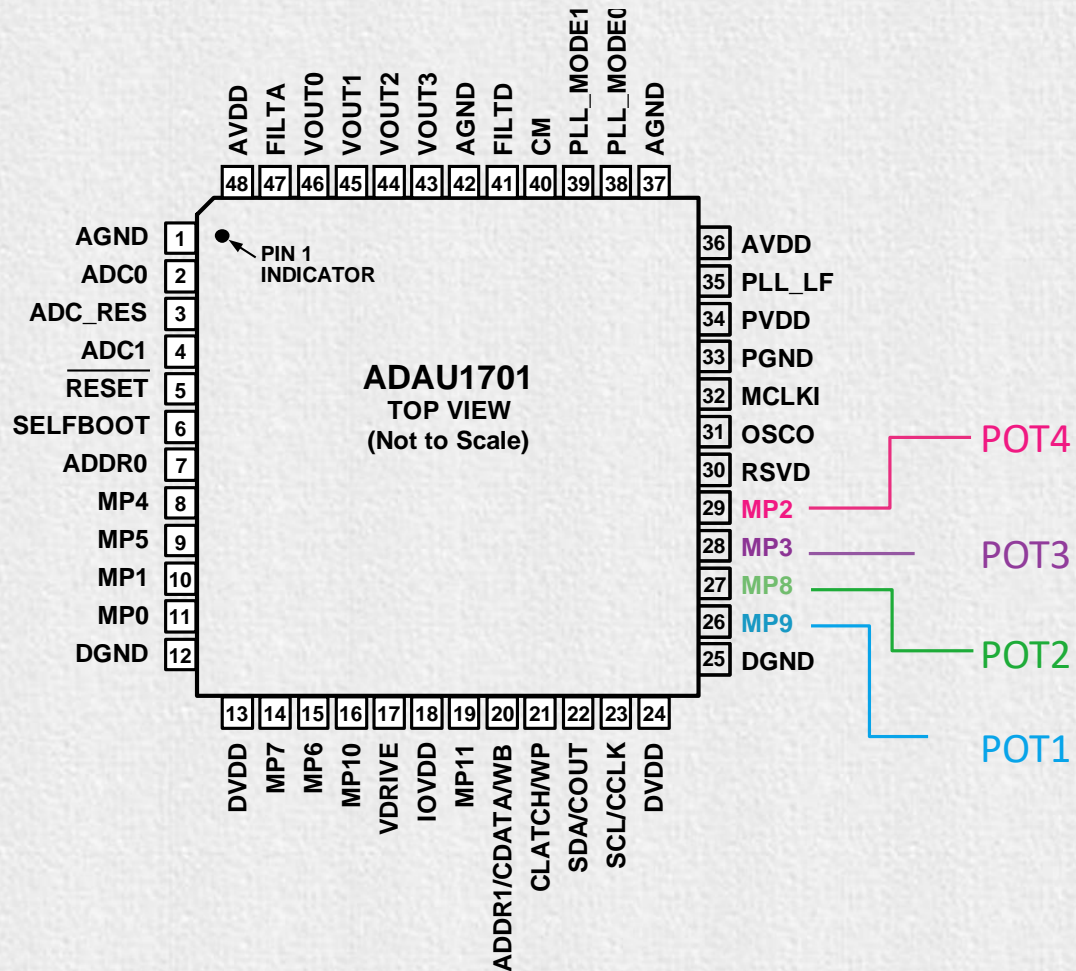 AVDD
FILTA
VOUT0
VOUT1
VOUT2
VOUT3
AGND
FILTD
CM
PLL_MODE1
PLL_MODE0
AGND
48 47 46 45 44 43 42 41 40 39 38 37
AGND 1
ADC0 2
ADC_RES 3
ADC1 4
RESET 5
SELFBOOT 6
ADDR0 7
MP4 8
MP5 9
MP1 10
MP0 11
DGND 12
PIN 1
INDICATOR
ADAU1701
TOP VIEW
(Not to Scale)
36 AVDD
35 PLL_LF
34 PVDD
33 PGND
32 MCLKI
31 OSCO
30 RSVD
29 MP2
28 MP3
27 MP8
26 MP9
25 DGND
POT4
POT3
POT2
POT1
13 14 15 16 17 18 19 20 21 22 23 24
DVDD
MP7
MP6
MP10
VDRIVE
IOVDD
MP11
ADDR1/CDATA/WB
CLATCH/WP
SDA/COUT
SCL/CCLK
DVDD